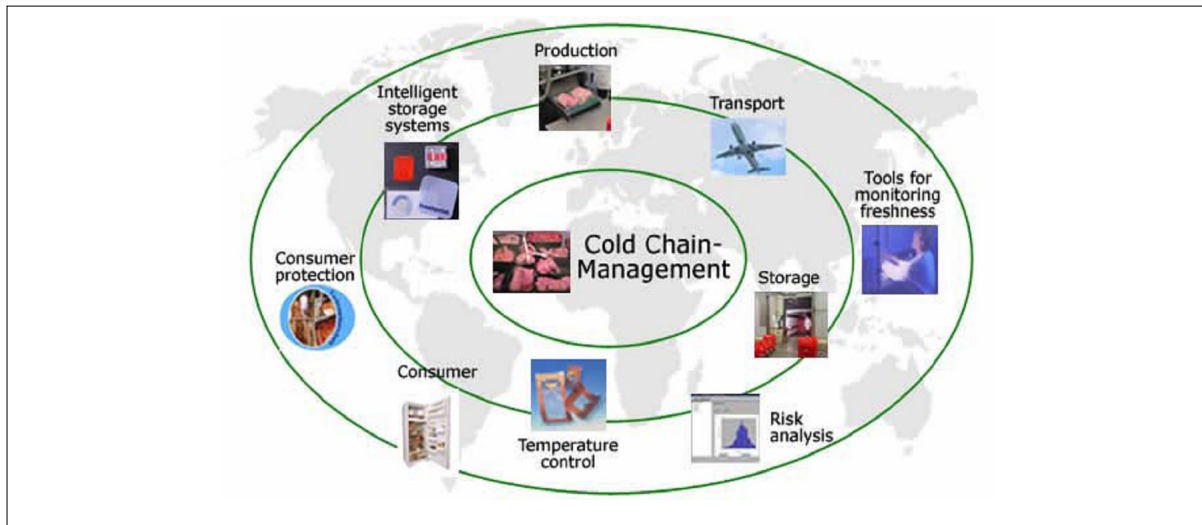 Production
Intelligent
storage
systems
Transport
Tools for
monitoring
freshness
Cold Chain-
Management
Consumer
protection
Storage
Consumer
Temperature
control
Risk
analysis